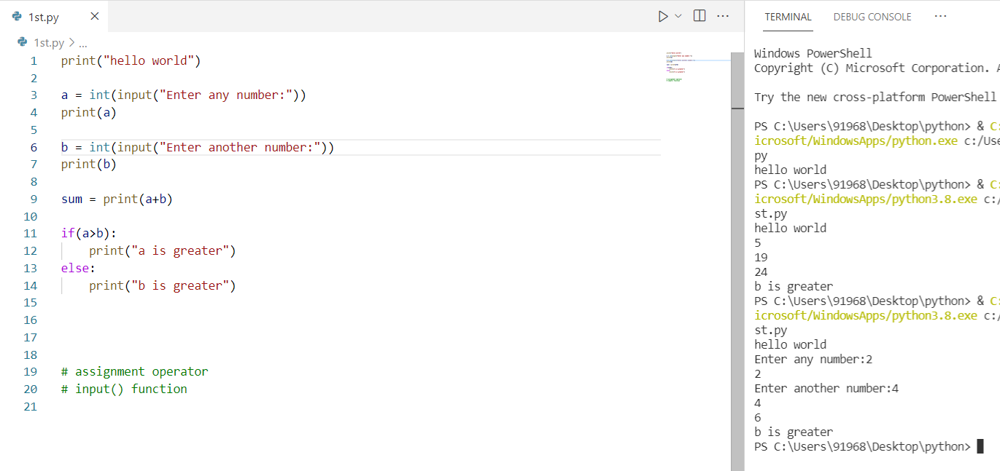 1st.py
1st.py > ...
1 print("hello world")
2
3 a = int(input("Enter any number:"))
4 print(a)
5
6 b = int(input("Enter another number:"))
7 print(b)
8
9 sum = print(a+b)
10
11 if(a>b):
12     print("a is greater")
13 else:
14     print("b is greater")
15
16
17
18
19 # assignment operator
20 # input() function
21
TERMINAL DEBUG CONSOLE ...
Windows PowerShell
Copyright (C) Microsoft Corporation. A
Try the new cross-platform PowerShell
PS C:\Users\91968\Desktop\python> & C:
icrosoft/WindowsApps/python.exe c:/Use
py
hello world
PS C:\Users\91968\Desktop\python> & C:
icrosoft/WindowsApps/python3.8.exe c:/
st.py
hello world
5
19
24
b is greater
PS C:\Users\91968\Desktop\python> & C:
icrosoft/WindowsApps/python3.8.exe c:/
st.py
hello world
Enter any number:2
2
Enter another number:4
4
6
b is greater
PS C:\Users\91968\Desktop\python>